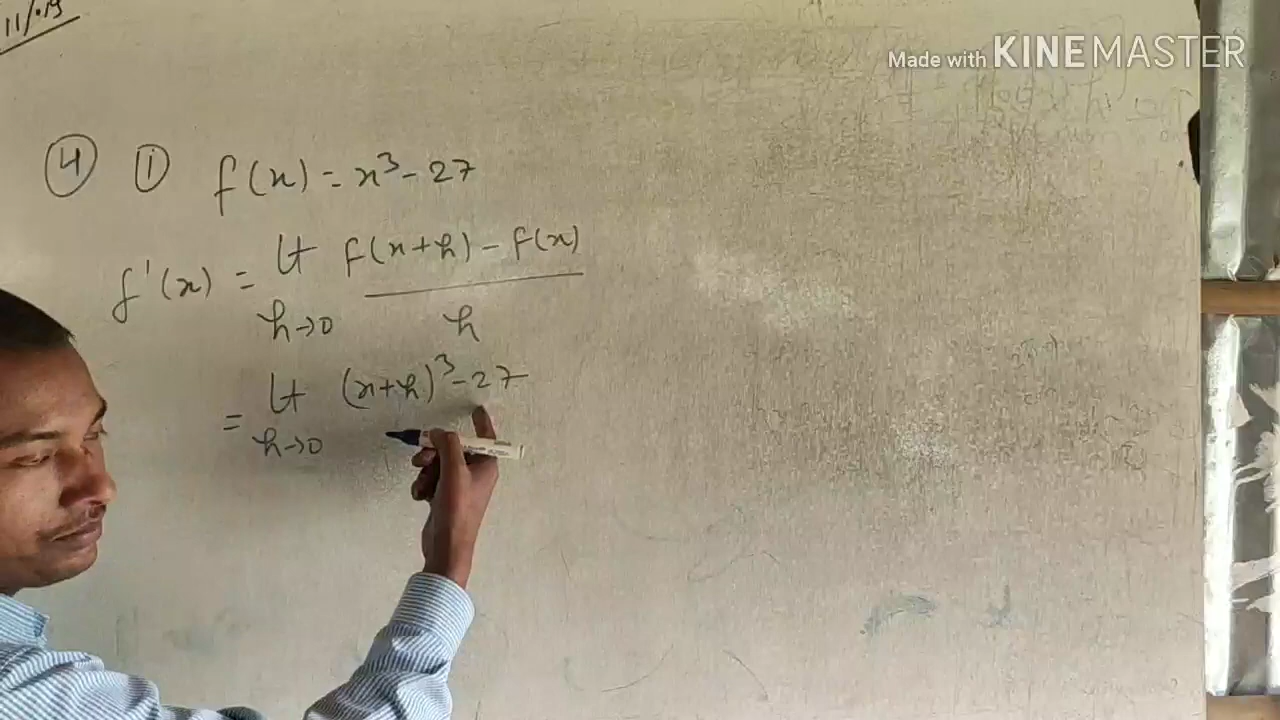 Made with KINEMASTER
④ ① f(x) = x³ - 27
f'(x) = Lt f(x+h) - f(x)
h→0 h
= Lt (x+h)³ - 27
h→0